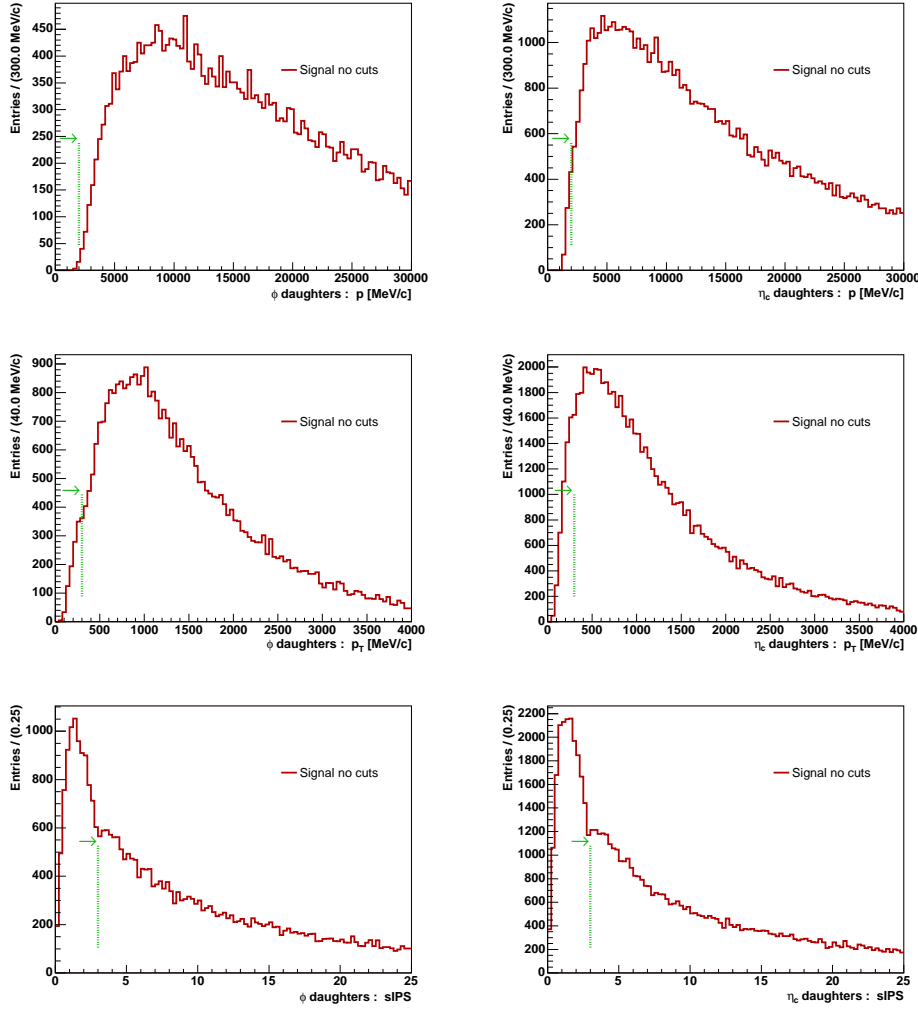 Entries / (300.0 MeV/c)
450
400
350
300
250
200
150
100
50
0
Signal no cuts
0 5000 10000 15000 20000 25000 30000
ϕ daughters : p [MeV/c]
Entries / (300.0 MeV/c)
1000
800
600
400
200
0
Signal no cuts
0 5000 10000 15000 20000 25000 30000
η_c daughters : p [MeV/c]
Entries / (40.0 MeV/c)
900
800
700
600
500
400
300
200
100
0
Signal no cuts
0 500 1000 1500 2000 2500 3000 3500 4000
ϕ daughters : p_T [MeV/c]
Entries / (40.0 MeV/c)
2000
1800
1600
1400
1200
1000
800
600
400
200
0
Signal no cuts
0 500 1000 1500 2000 2500 3000 3500 4000
η_c daughters : p_T [MeV/c]
Entries / (0.25)
1000
800
600
400
200
0
Signal no cuts
0 5 10 15 20 25
ϕ daughters : sIPS
Entries / (0.25)
2200
2000
1800
1600
1400
1200
1000
800
600
400
200
0
Signal no cuts
0 5 10 15 20 25
η_c daughters : sIPS